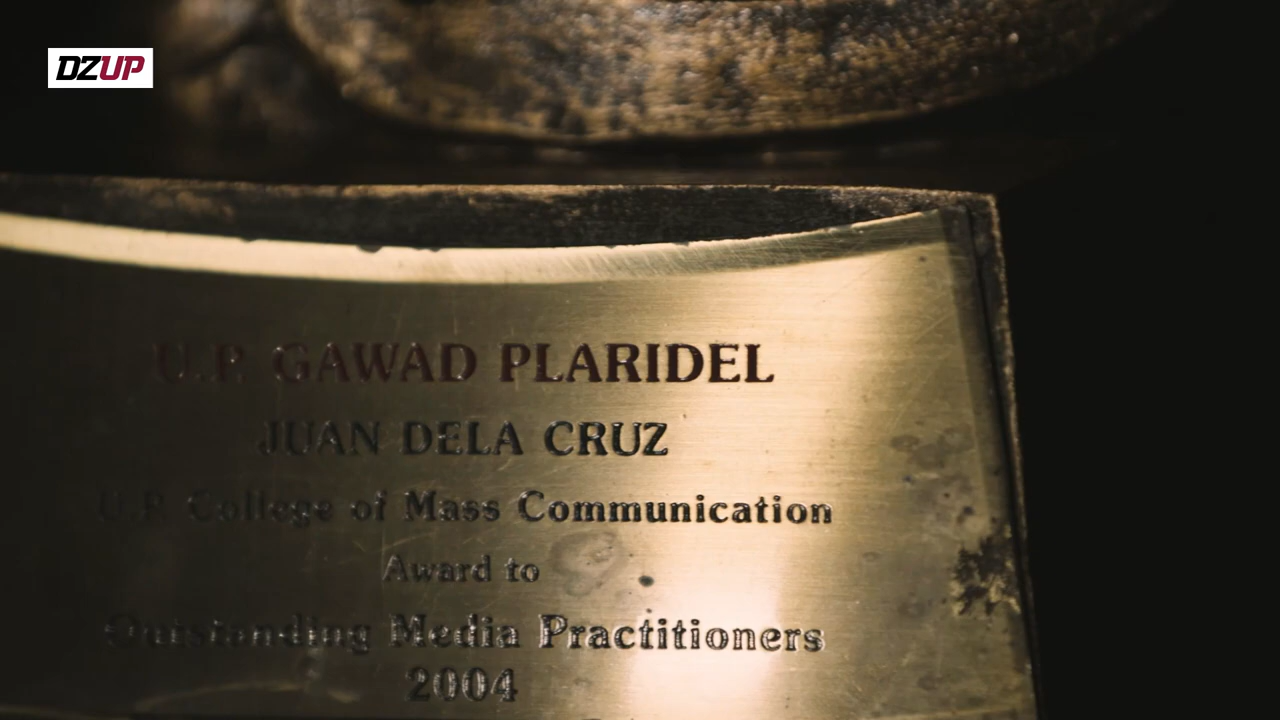 DZUP
U.P. GAWAD PLARIDEL
JUAN DELA CRUZ
U.P. College of Mass Communication
Award to
Outstanding Media Practitioners
2004